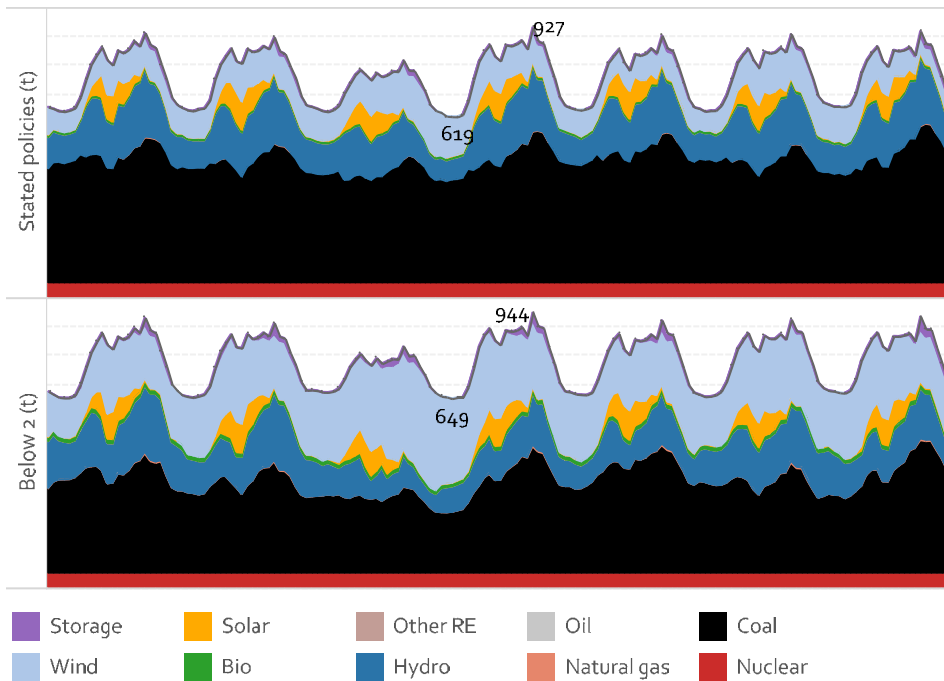 Stated policies (t)
927
619
Below 2 (t)
944
649
Storage
Solar
Other RE
Oil
Coal
Wind
Bio
Hydro
Natural gas
Nuclear